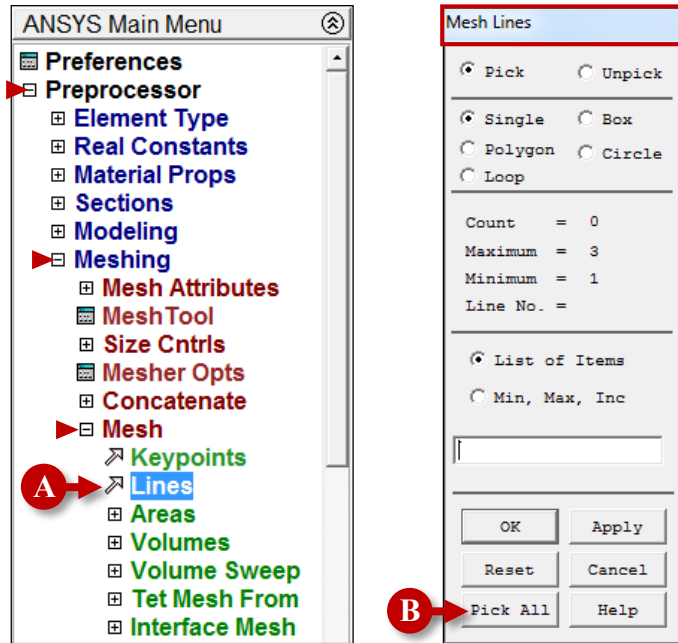 ANSYS Main Menu
Preferences
Preprocessor
Element Type
Real Constants
Material Props
Sections
Modeling
Meshing
Mesh Attributes
MeshTool
Size Cntrls
Mesher Opts
Concatenate
Mesh
Keypoints
A Lines
Areas
Volumes
Volume Sweep
Tet Mesh From
Interface Mesh
Mesh Lines
Pick Unpick
Single Box
Polygon Circle
Loop
Count = 0
Maximum = 3
Minimum = 1
Line No. =
List of Items
Min, Max, Inc
OK Apply
Reset Cancel
B Pick All Help